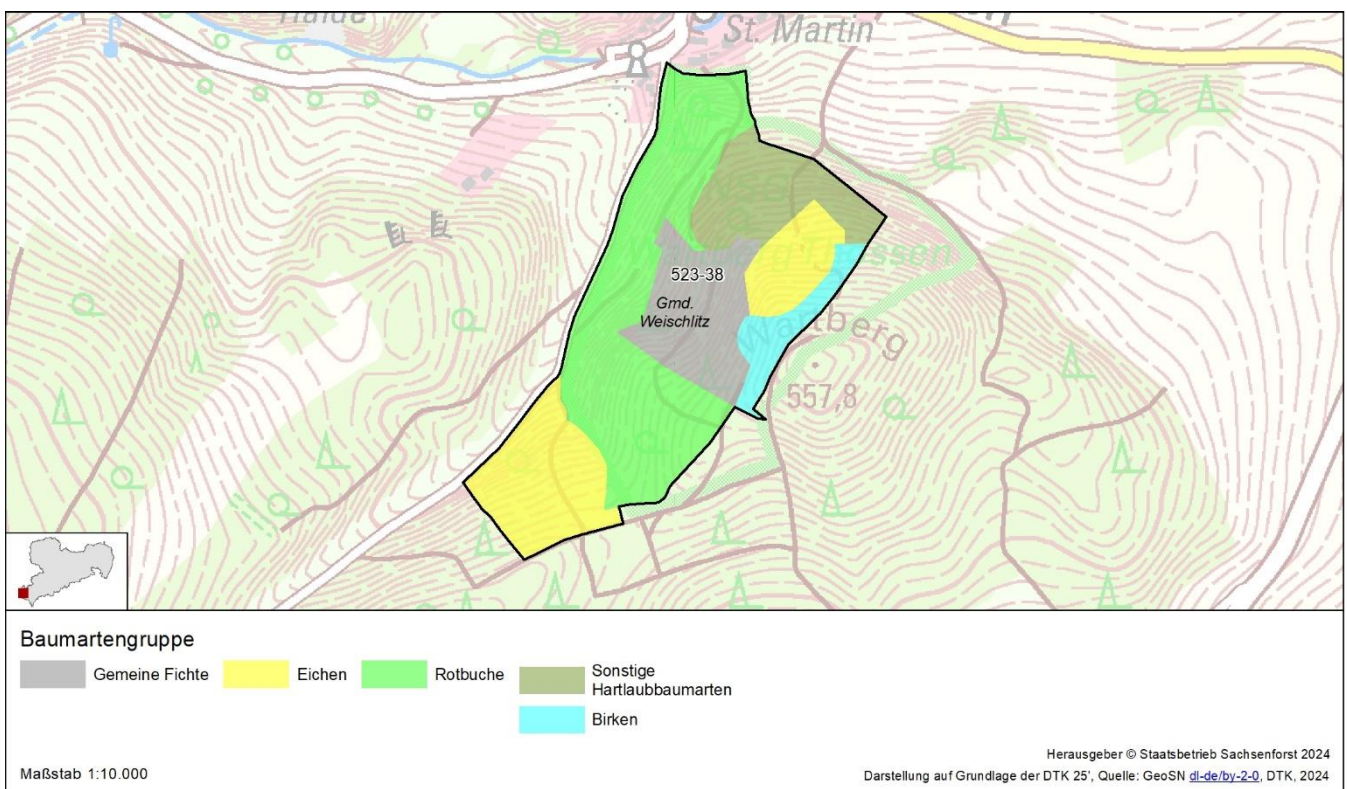 Halde
St. Martin
523-38
Gmd.
Weischlitz
Wartberg
557,8
Baumartengruppe
Gemeine Fichte
Eichen
Rotbuche
Sonstige
Hartlaubbaumarten
Birken
Herausgeber © Staatsbetrieb Sachsenforst 2024
Maßstab 1:10.000
Darstellung auf Grundlage der DTK 25', Quelle: GeoSN dl-de/by-2-0, DTK, 2024